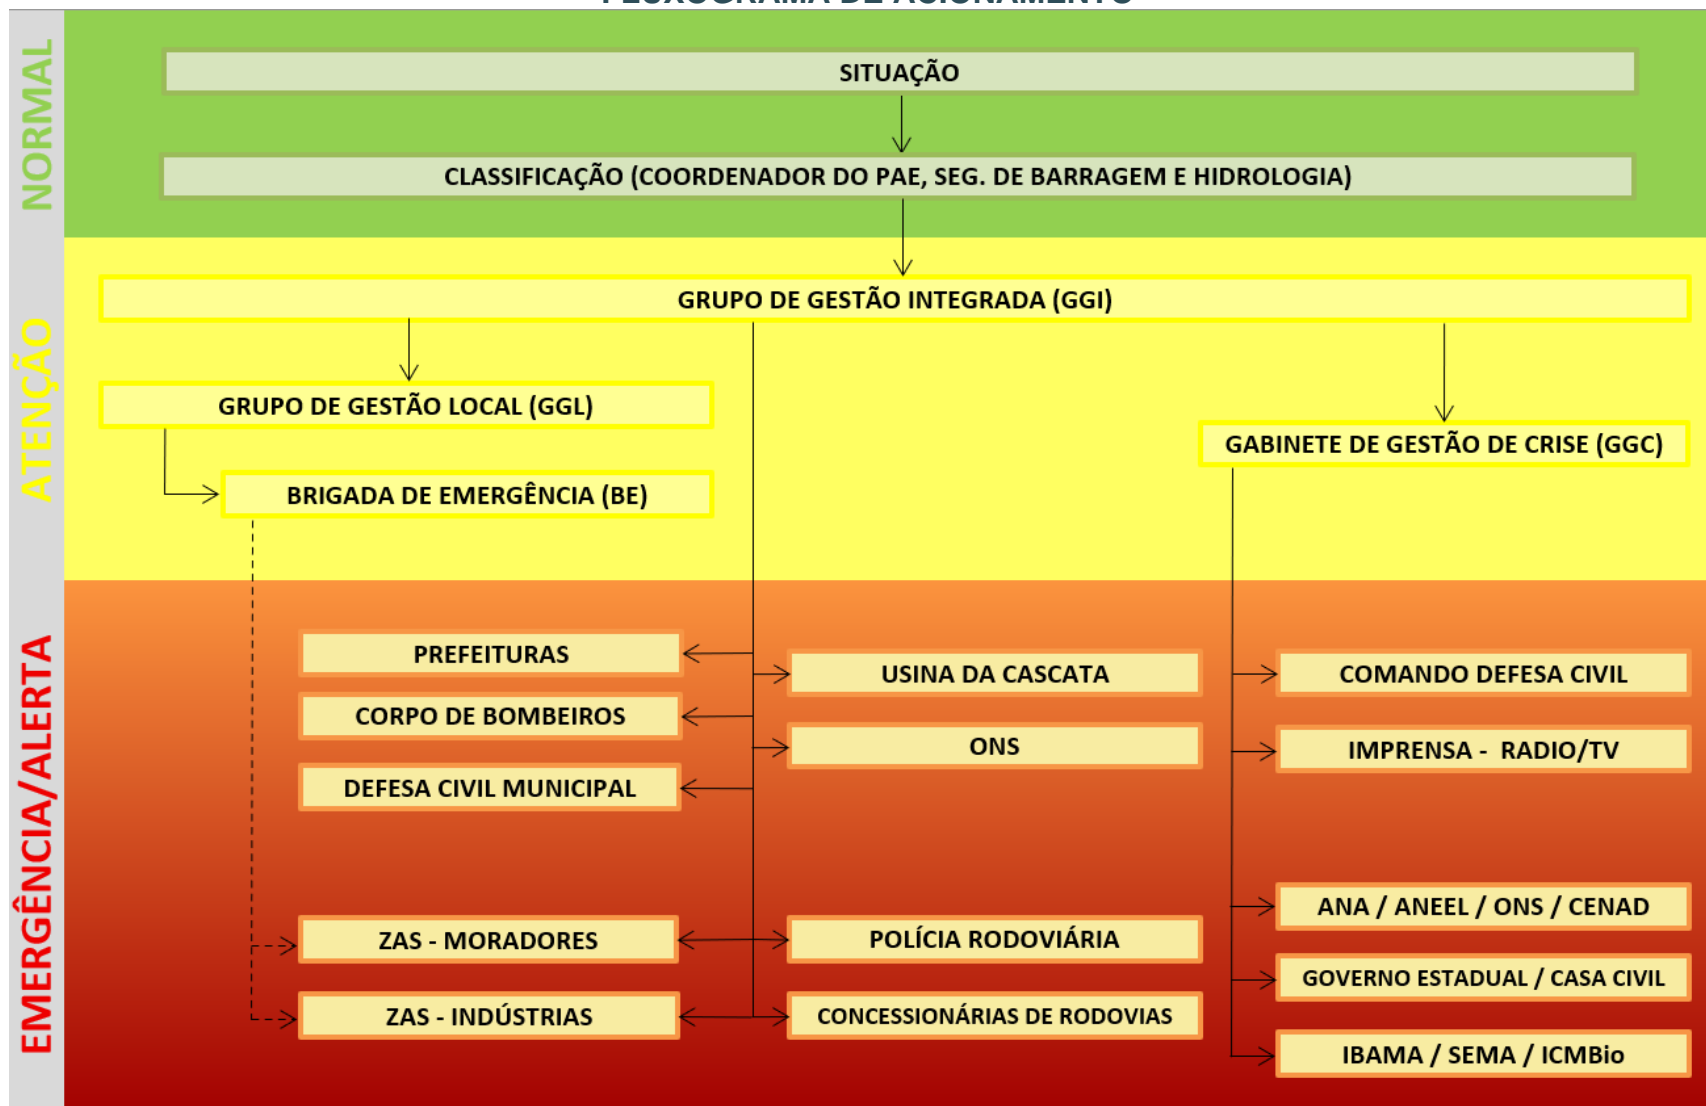 FLUXOGRAMA DE ACIONAMENTO
NORMAL
SITUAÇÃO
CLASSIFICAÇÃO (COORDENADOR DO PAE, SEG. DE BARRAGEM E HIDROLOGIA)
ATENÇÃO
GRUPO DE GESTÃO INTEGRADA (GGI)
GRUPO DE GESTÃO LOCAL (GGL)
GABINETE DE GESTÃO DE CRISE (GGC)
BRIGADA DE EMERGÊNCIA (BE)
EMERGÊNCIA/ALERTA
PREFEITURAS
USINA DA CASCATA
COMANDO DEFESA CIVIL
CORPO DE BOMBEIROS
ONS
IMPRENSA - RADIO/TV
DEFESA CIVIL MUNICIPAL
ANA / ANEEL / ONS / CENAD
ZAS - MORADORES
POLÍCIA RODOVIÁRIA
GOVERNO ESTADUAL / CASA CIVIL
ZAS - INDÚSTRIAS
CONCESSIONÁRIAS DE RODOVIAS
IBAMA / SEMA / ICMBio